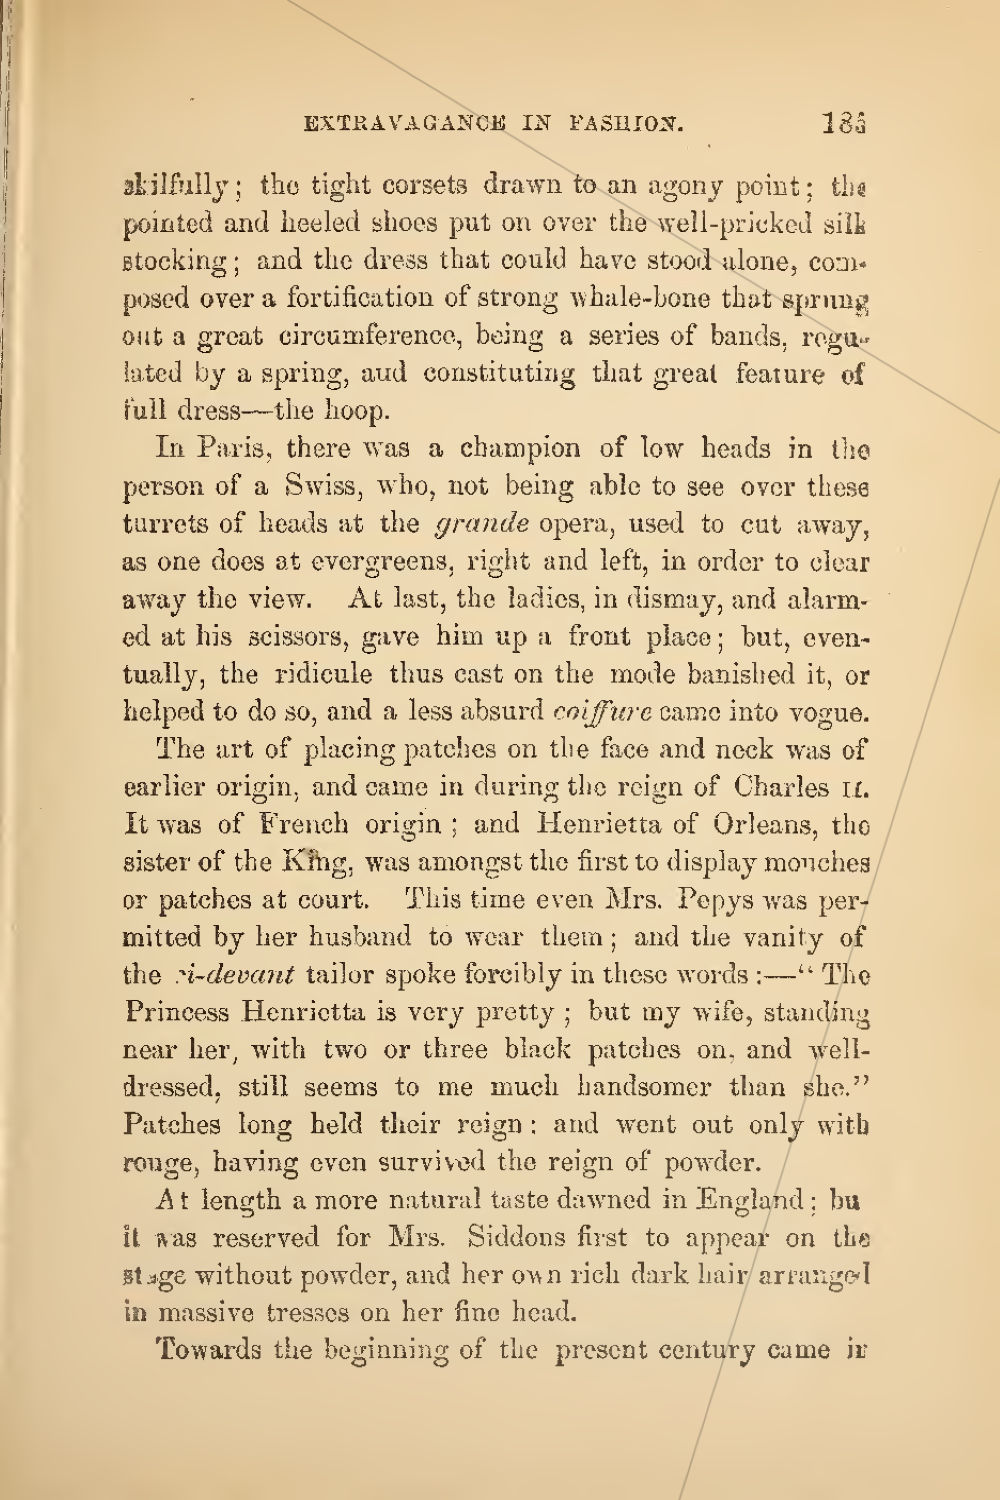 EXTRAVAGANCE IN FASHION. 183
skilfully; the tight corsets drawn to an agony point; the
pointed and heeled shoes put on over the well-pricked silk
stocking; and the dress that could have stood alone, com-
posed over a fortification of strong whale-bone that sprung
out a great circumference, being a series of bands, regu-
lated by a spring, and constituting that great feature of
full dress—the hoop.
In Paris, there was a champion of low heads in the
person of a Swiss, who, not being able to see over these
turrets of heads at the grande opera, used to cut away,
as one does at evergreens, right and left, in order to clear
away the view. At last, the ladies, in dismay, and alarm-
ed at his scissors, gave him up a front place; but, even-
tually, the ridicule thus cast on the mode banished it, or
helped to do so, and a less absurd coiffure came into vogue.
The art of placing patches on the face and neck was of
earlier origin, and came in during the reign of Charles II.
It was of French origin; and Henrietta of Orleans, the
sister of the King, was amongst the first to display mouches
or patches at court. This time even Mrs. Pepys was per-
mitted by her husband to wear them; and the vanity of
the ci-devant tailor spoke forcibly in these words:—“The
Princess Henrietta is very pretty; but my wife, standing
near her, with two or three black patches on, and well-
dressed, still seems to me much handsomer than she.”
Patches long held their reign; and went out only with
rouge, having even survived the reign of powder.
At length a more natural taste dawned in England; bu
it was reserved for Mrs. Siddons first to appear on the
stage without powder, and her own rich dark hair arranged
in massive tresses on her fine head.
Towards the beginning of the present century came in